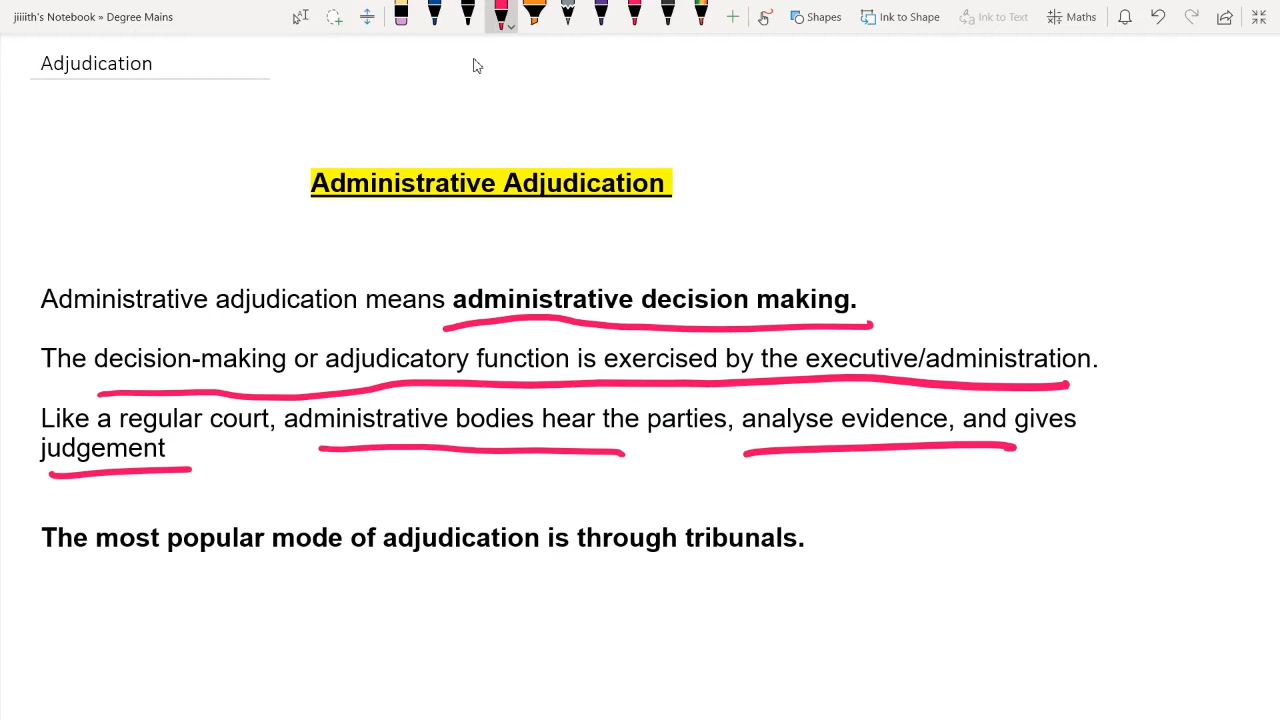 jiiiith's Notebook » Degree Mains
Shapes
Ink to Shape
Ink to Text
Maths
Adjudication
Administrative Adjudication
Administrative adjudication means administrative decision making.
The decision-making or adjudicatory function is exercised by the executive/administration.
Like a regular court, administrative bodies hear the parties, analyse evidence, and gives
judgement
The most popular mode of adjudication is through tribunals.